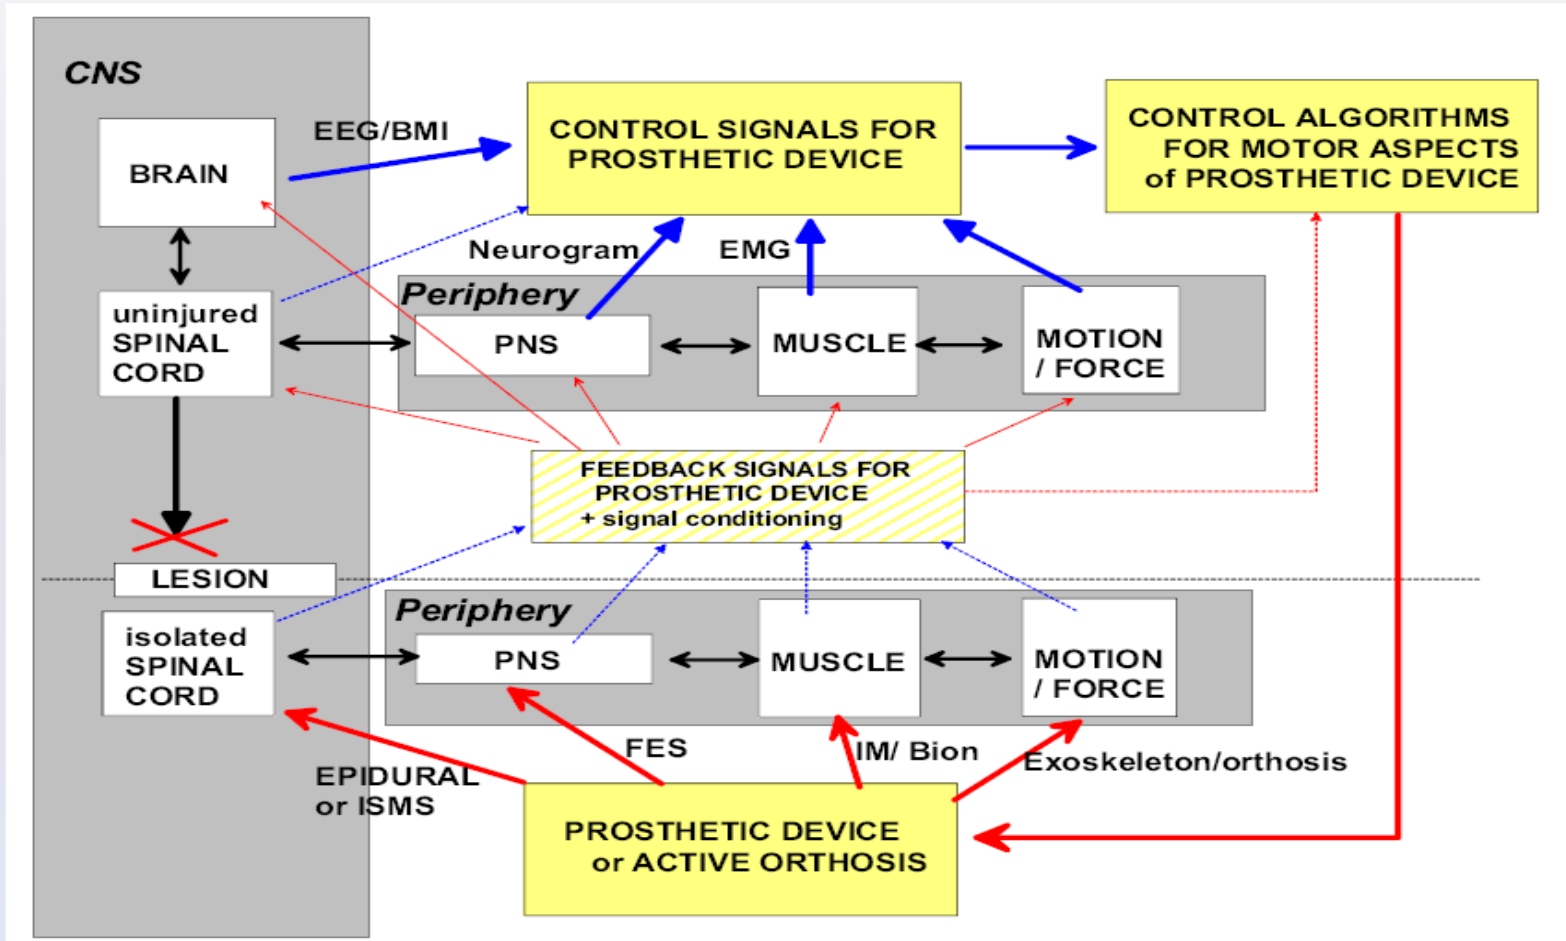 CNS
BRAIN
EEG/BMI
CONTROL SIGNALS FOR
PROSTHETIC DEVICE
CONTROL ALGORITHMS
FOR MOTOR ASPECTS
of PROSTHETIC DEVICE
Neurogram
EMG
uninjured
SPINAL
CORD
Periphery
PNS
MUSCLE
MOTION
/ FORCE
FEEDBACK SIGNALS FOR
PROSTHETIC DEVICE
+ signal conditioning
LESION
isolated
SPINAL
CORD
Periphery
PNS
MUSCLE
MOTION
/ FORCE
EPIDURAL
or ISMS
FES
IM/ Bion
Exoskeleton/orthosis
PROSTHETIC DEVICE
or ACTIVE ORTHOSIS